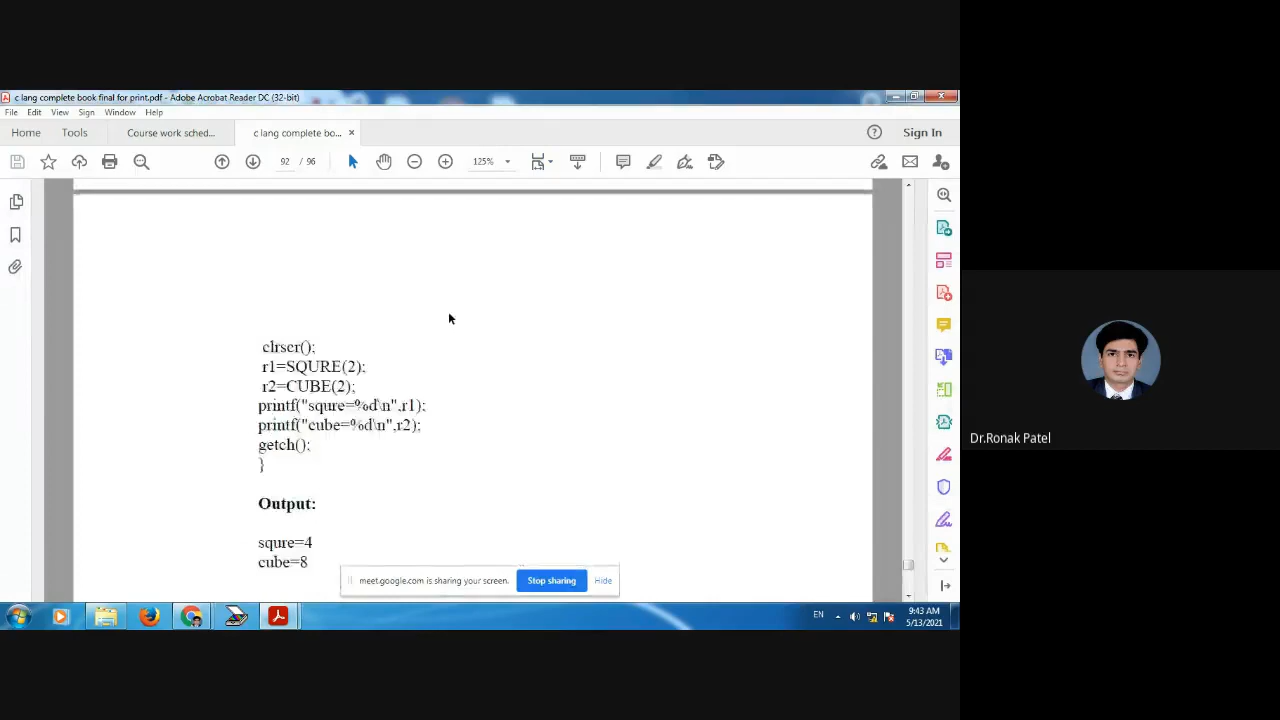 c lang complete book final for print.pdf - Adobe Acrobat Reader DC (32-bit)
File Edit View Sign Window Help
Home Tools Course work sched... c lang complete bo... × Sign In
92 / 96 125%
clrser();
r1=SQURE(2);
r2=CUBE(2);
printf("squre=%d\n",r1);
printf("cube=%d\n",r2);
getch();
}
Output:
squre=4
cube=8
meet.google.com is sharing your screen. Stop sharing Hide
EN 9:43 AM
5/13/2021
Dr.Ronak Patel